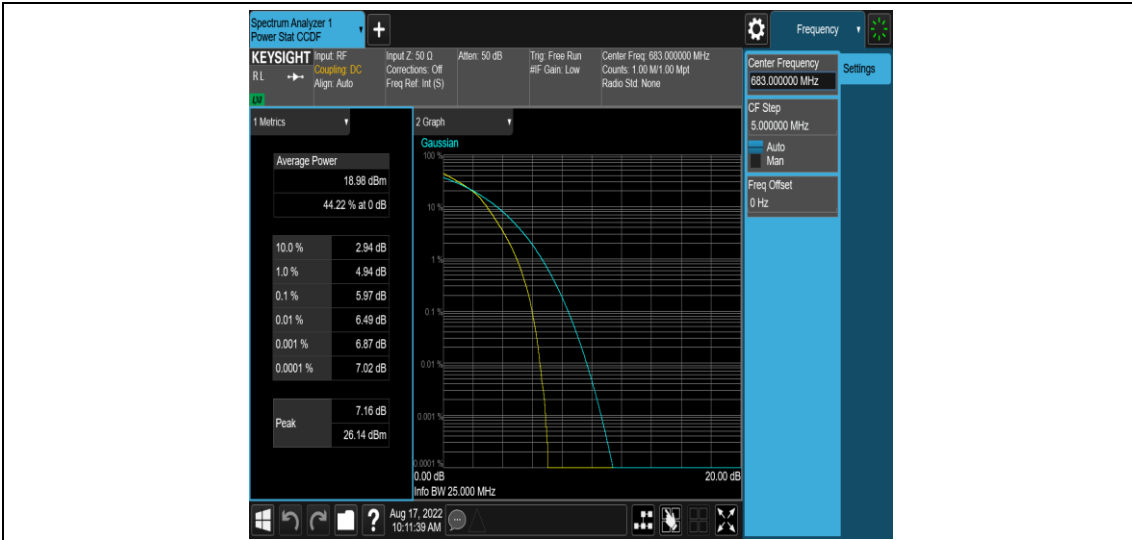 Spectrum Analyzer 1
Power Stat CCDF
+
Frequency
KEYSIGHT
Input: RF
Coupling: DC
Align: Auto
Input Z: 50 Ω
Corrections: Off
Freq Ref: Int (S)
Atten: 50 dB
Trig: Free Run
#IF Gain: Low
Center Freq: 683.000000 MHz
Counts: 1.00 M/1.00 Mpt
Radio Std: None
R L
LXI
Center Frequency
683.000000 MHz
Settings
CF Step
5.000000 MHz
Auto
Man
Freq Offset
0 Hz
1 Metrics
2 Graph
Gaussian
Average Power
18.98 dBm
44.22 % at 0 dB
10.0 % 2.94 dB
1.0 % 4.94 dB
0.1 % 5.97 dB
0.01 % 6.49 dB
0.001 % 6.87 dB
0.0001 % 7.02 dB
Peak
7.16 dB
26.14 dBm
100 %
10 %
1 %
0.1 %
0.01 %
0.001 %
0.0001 %
0.00 dB
20.00 dB
Info BW 25.000 MHz
?
Aug 17, 2022
10:11:39 AM